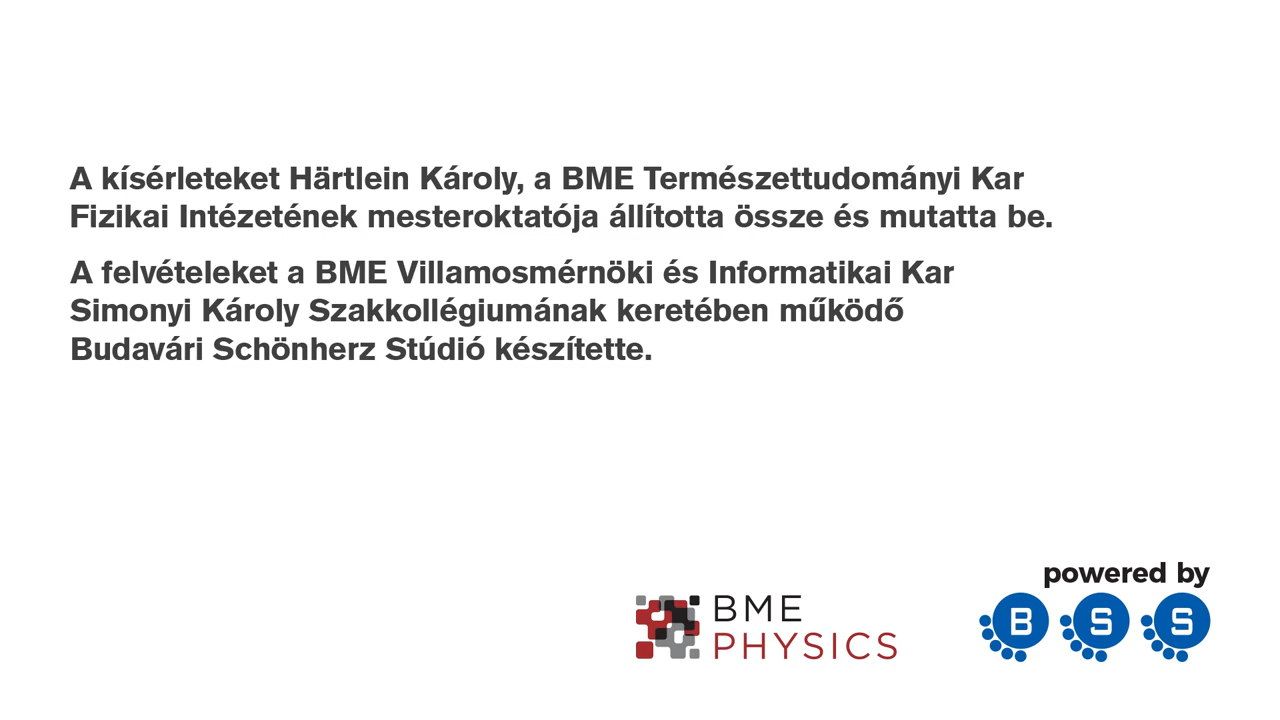 A kísérleteket Härtlein Károly, a BME Természettudományi Kar
Fizikai Intézetének mesteroktatója állította össze és mutatta be.
A felvételeket a BME Villamosmérnöki és Informatikai Kar
Simonyi Károly Szakkollégiumának keretében működő
Budavári Schönherz Stúdió készítette.
powered by
BME
PHYSICS
B S S